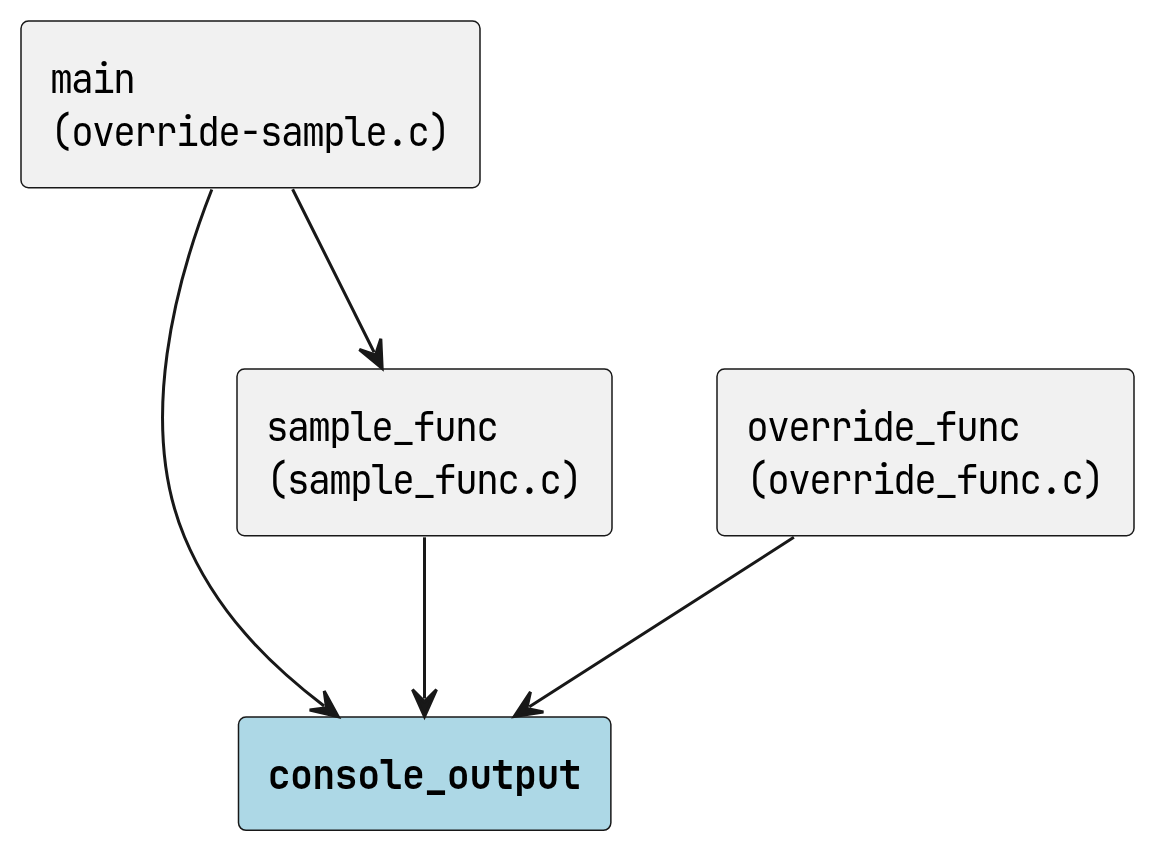 main
(override-sample.c)
sample_func
(sample_func.c)
override_func
(override_func.c)
console_output